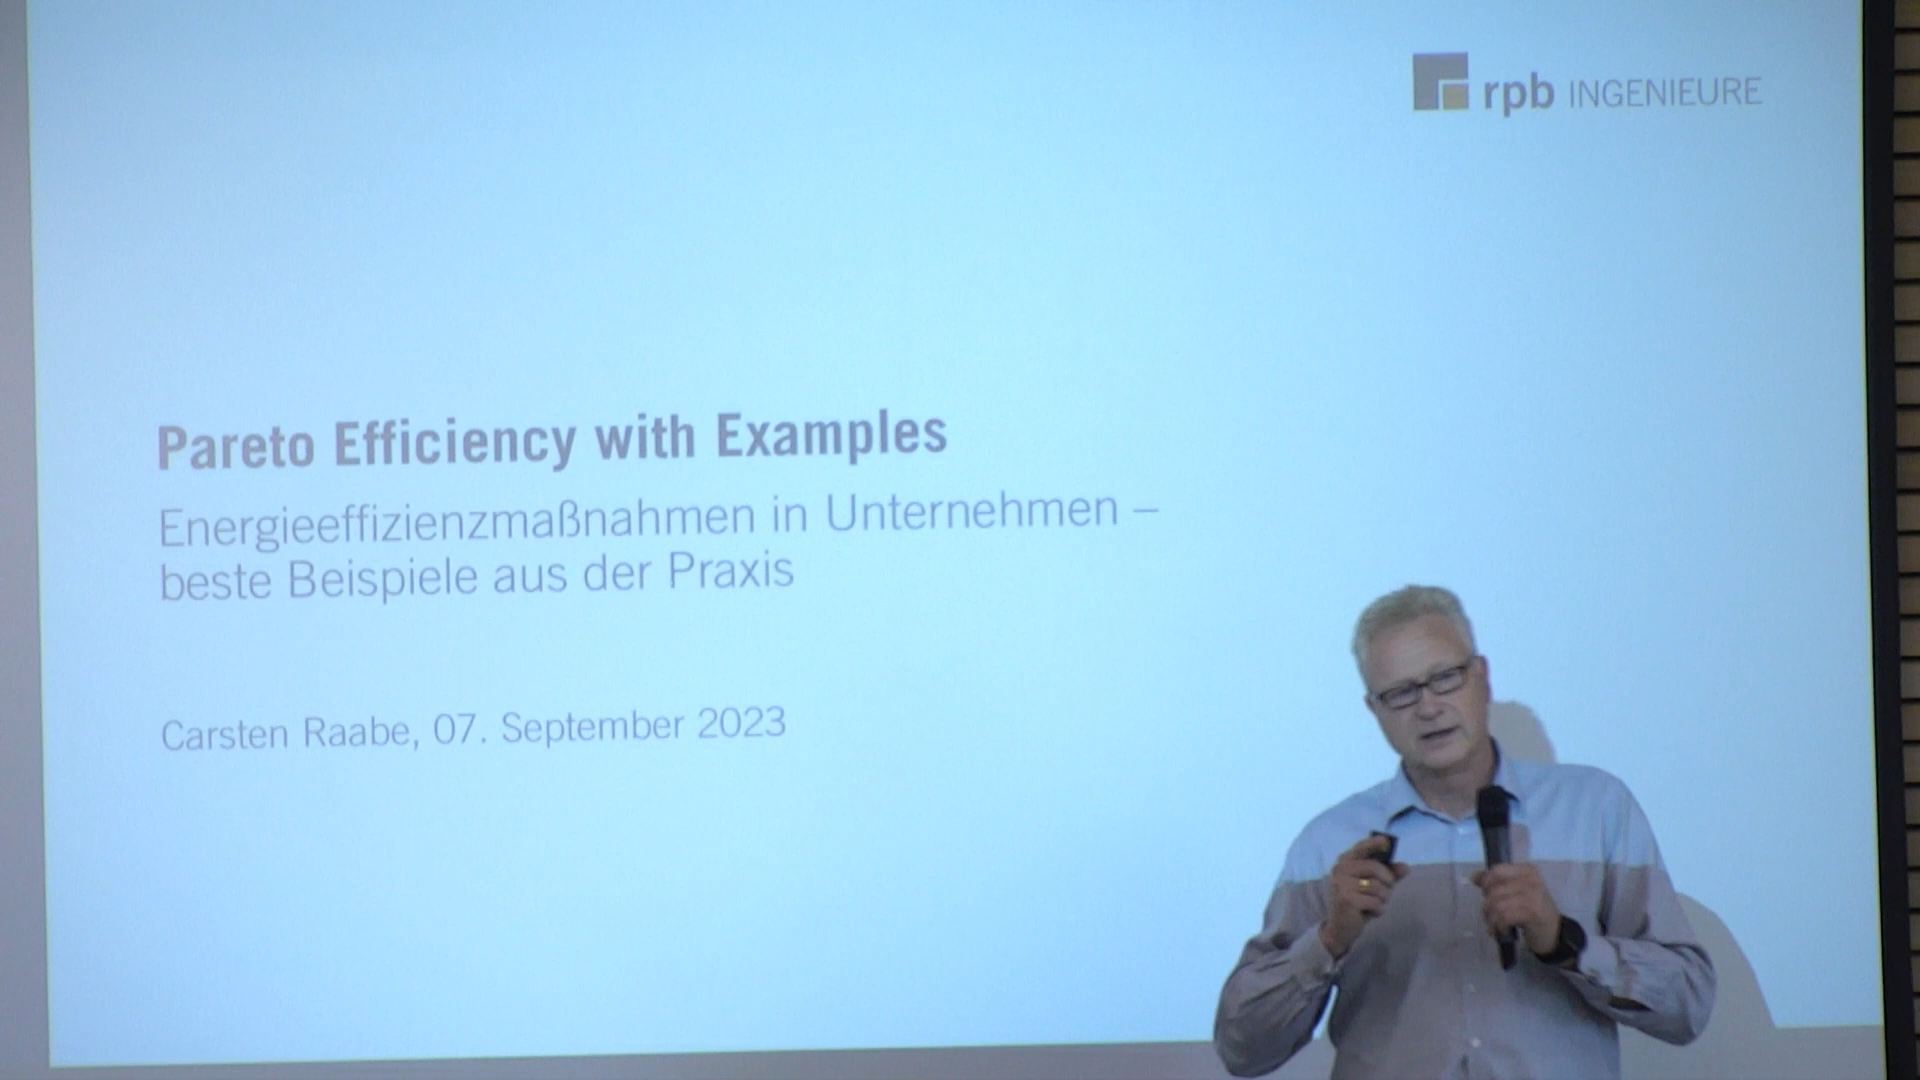 rpb INGENIEURE
Pareto Efficiency with Examples
Energieeffizienzmaßnahmen in Unternehmen –
beste Beispiele aus der Praxis
Carsten Raabe, 07. September 2023